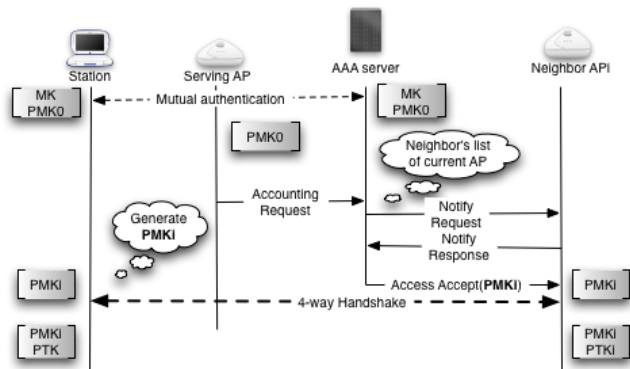 Station
Serving AP
AAA server
Neighbor APi
MK
PMK0
Mutual authentication
MK
PMK0
PMK0
Neighbor's list
of current AP
Accounting
Request
Notify
Request
Generate
PMKi
Notify
Response
PMKi
Access Accept(PMKi)
PMKi
4-way Handshake
PMKi
PTK
PMKi
PTKi